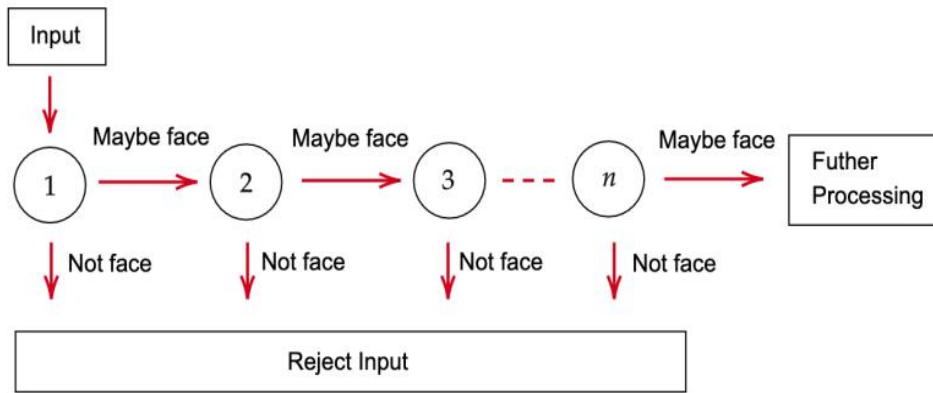 Input
Maybe face
Maybe face
Maybe face
1
2
3
n
Futher
Processing
Not face
Not face
Not face
Not face
Reject Input